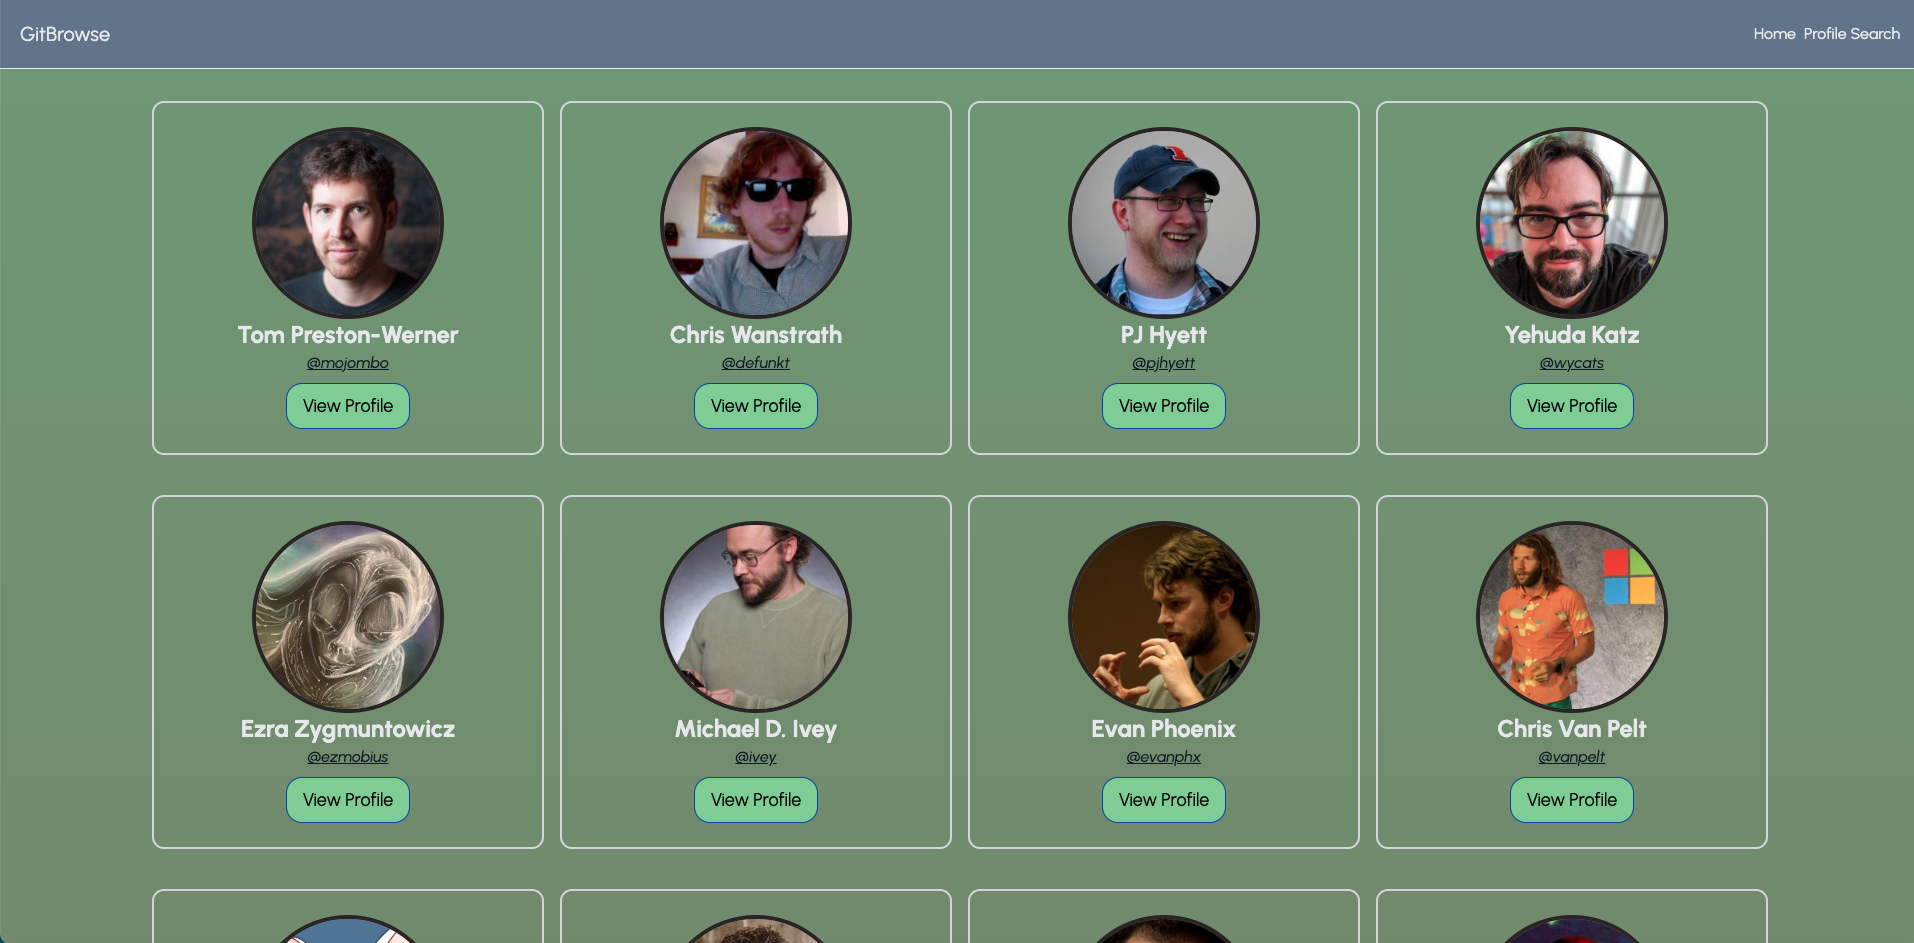 GitBrowse
Home Profile Search
Tom Preston-Werner
@mojombo
View Profile
Chris Wanstrath
@defunkt
View Profile
PJ Hyett
@pjhyett
View Profile
Yehuda Katz
@wycats
View Profile
Ezra Zygmuntowicz
@ezmobius
View Profile
Michael D. Ivey
@ivey
View Profile
Evan Phoenix
@evanphx
View Profile
Chris Van Pelt
@vanpelt
View Profile